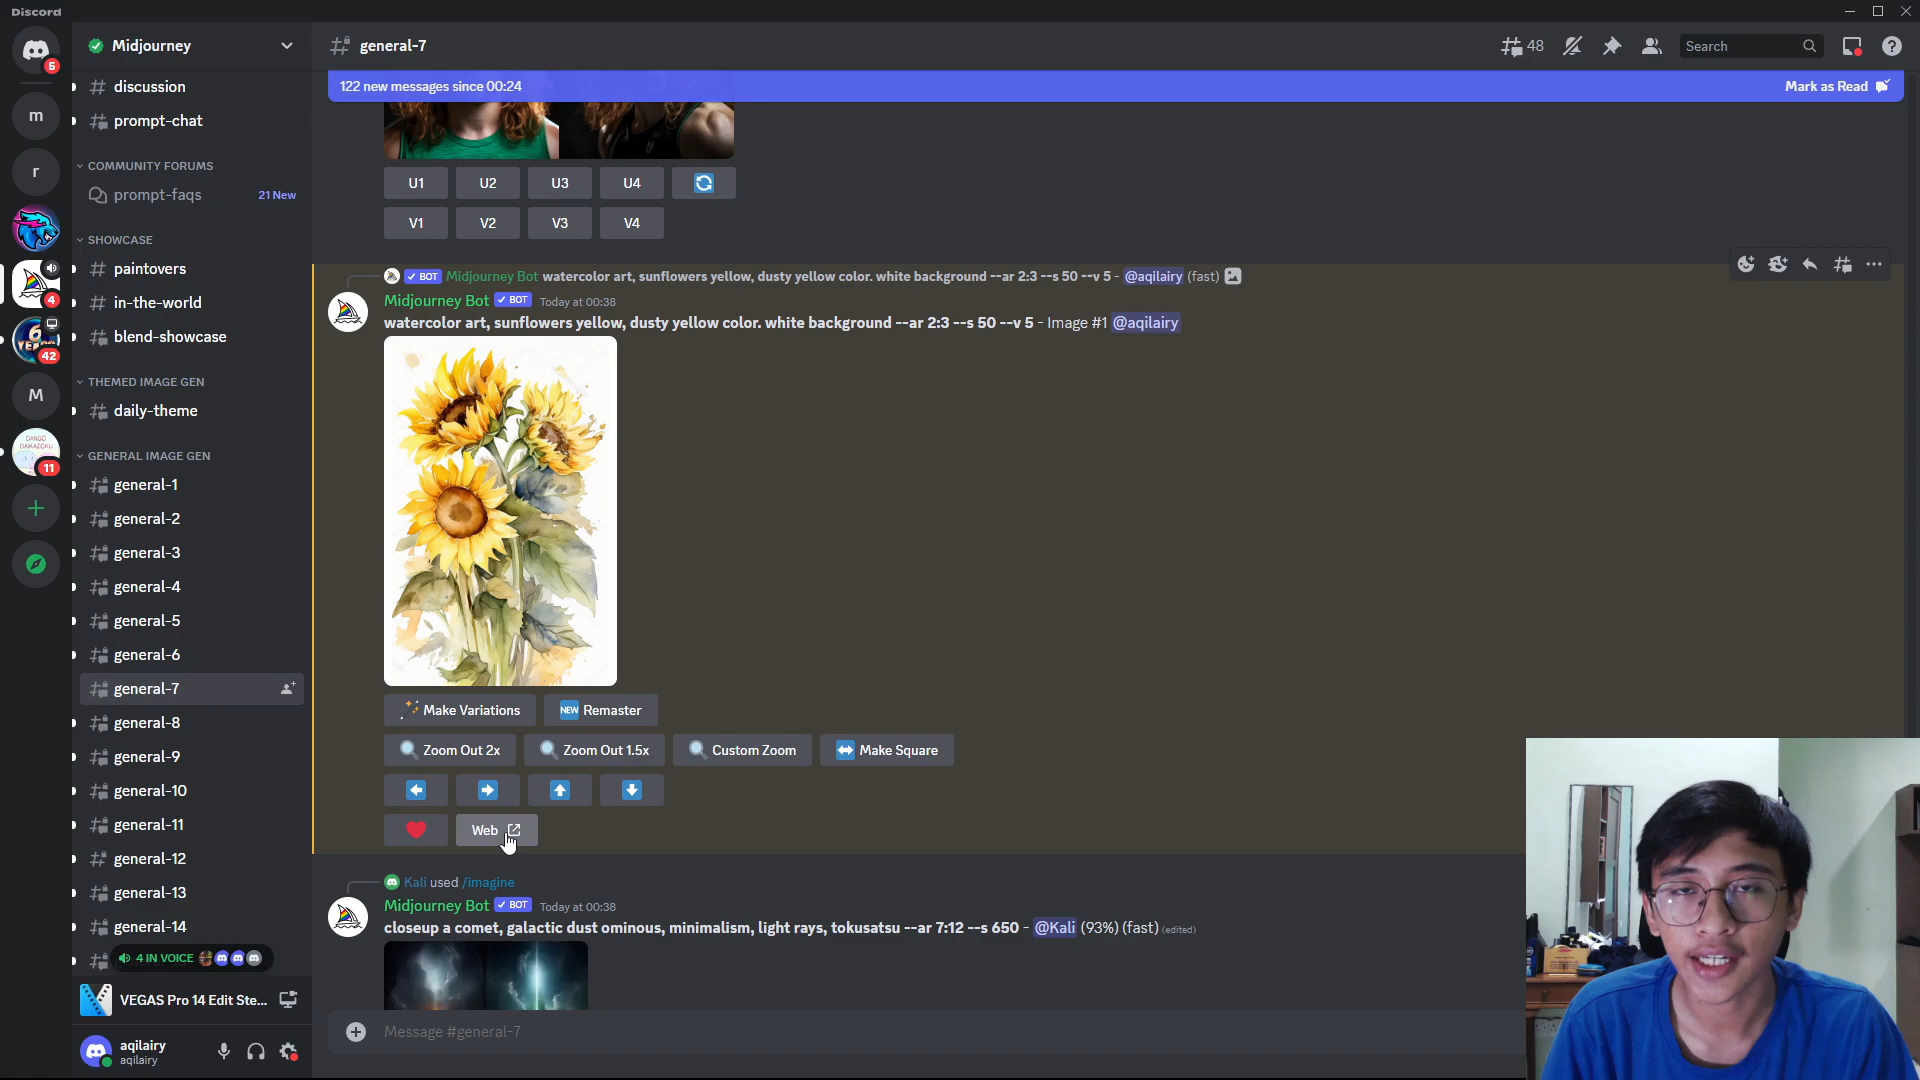 Discord
Midjourney
discussion
prompt-chat
COMMUNITY FORUMS
prompt-faqs
21 New
SHOWCASE
paintovers
in-the-world
blend-showcase
THEMED IMAGE GEN
daily-theme
GENERAL IMAGE GEN
general-1
general-2
general-3
general-4
general-5
general-6
general-7
general-8
general-9
general-10
general-11
general-12
general-13
general-14
4 IN VOICE
VEGAS Pro 14 Edit Ste...
aqilairy
aqilairy
5
m
r
4
42
M
DANGO
DAIKAZOKU
11
general-7
48
Search
122 new messages since 00:24
Mark as Read
U1 U2 U3 U4
V1 V2 V3 V4
BOT Midjourney Bot watercolor art, sunflowers yellow, dusty yellow color. white background --ar 2:3 --s 50 --v 5 - @aqilairy (fast)
Midjourney Bot BOT Today at 00:38
watercolor art, sunflowers yellow, dusty yellow color. white background --ar 2:3 --s 50 --v 5 - Image #1 @aqilairy
Make Variations NEW Remaster
Zoom Out 2x Zoom Out 1.5x Custom Zoom Make Square
Web
Kali used /imagine
Midjourney Bot BOT Today at 00:38
closeup a comet, galactic dust ominous, minimalism, light rays, tokusatsu --ar 7:12 --s 650 - @Kali (93%) (fast) (edited)
Message #general-7